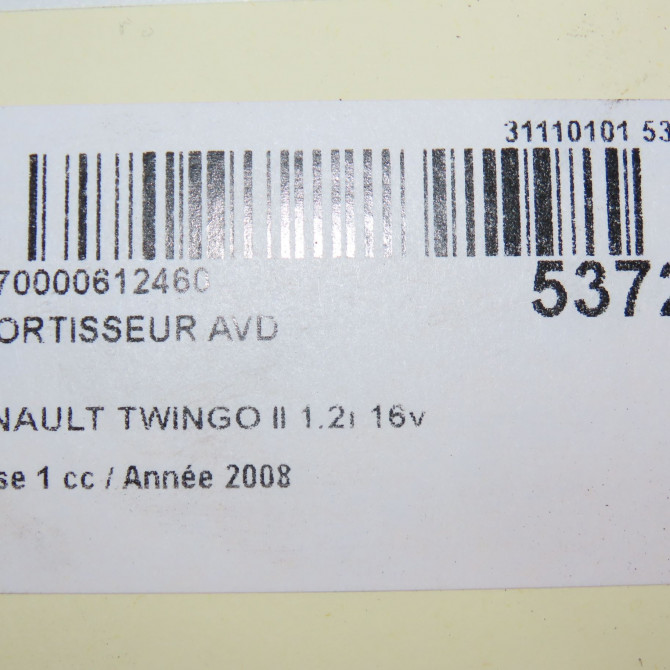 31110101 53
70000612460
5372
ORTISSEUR AVD
NAULT TWINGO II 1.2i 16v
se 1 cc / Année 2008